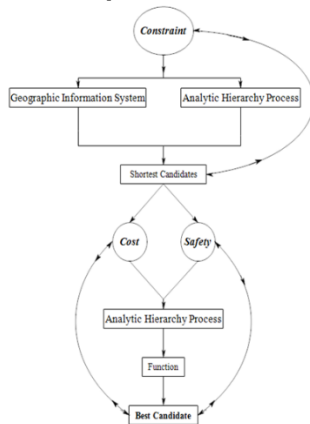 Constraint
Geographic Information System
Analytic Hierarchy Process
Shortest Candidates
Cost
Safety
Analytic Hierarchy Process
Function
Best Candidate